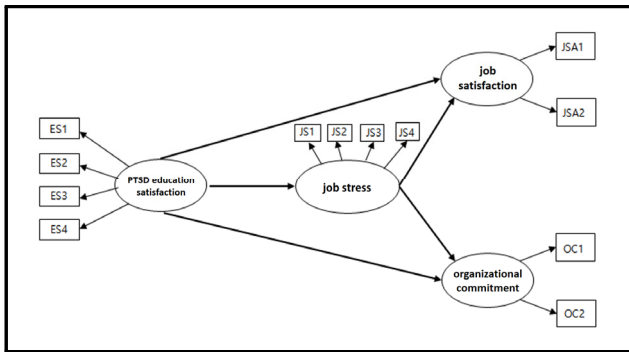 JSA1
job
satisfaction
JSA2
JS1
JS2
JS3
JS4
ES1
ES2
ES3
ES4
PTSD education
satisfaction
job stress
organizational
commitment
OC1
OC2